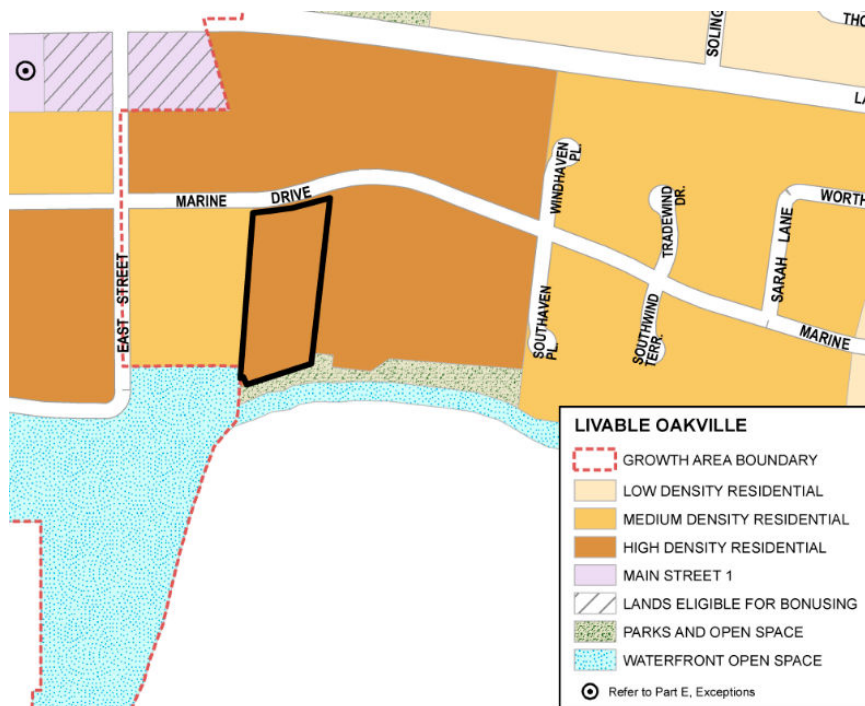 THO
SOLING
LA
WINDHAVEN
PL.
MARINE DRIVE
TRADEWIND
DR.
WORTH
SARAH LANE
EAST STREET
SOUTHAVEN
PL.
SOUTHWIND
TERR.
MARINE
LIVABLE OAKVILLE
GROWTH AREA BOUNDARY
LOW DENSITY RESIDENTIAL
MEDIUM DENSITY RESIDENTIAL
HIGH DENSITY RESIDENTIAL
MAIN STREET 1
LANDS ELIGIBLE FOR BONUSING
PARKS AND OPEN SPACE
WATERFRONT OPEN SPACE
Refer to Part E, Exceptions